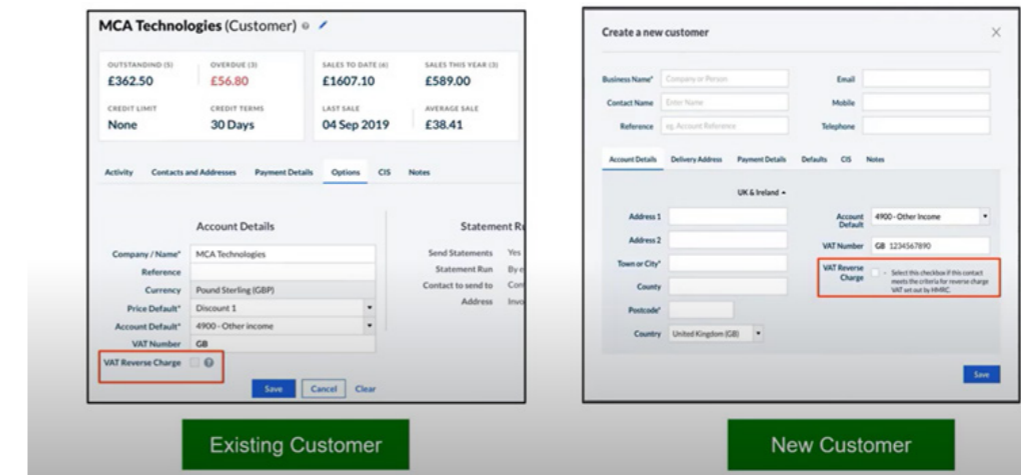 MCA Technologies (Customer)
OUTSTANDING (5) OVERDUE (3) SALES TO DATE (6) SALES THIS YEAR (3)
£362.50 £56.80 £1607.10 £589.00
CREDIT LIMIT CREDIT TERMS LAST SALE AVERAGE SALE
None 30 Days 04 Sep 2019 £38.41
Activity Contacts and Addresses Payment Details Options CIS Notes
Account Details Statement Ru
Company / Name* MCA Technologies Send Statements Yes
Reference Statement Run By e
Currency Pound Sterling (GBP) Contact to send to Con
Price Default* Discount 1 Address Invo
Account Default* 4900 - Other income
VAT Number GB
VAT Reverse Charge
Save Cancel Clear
Existing Customer
Create a new customer
Business Name* Company or Person Email
Contact Name Enter Name Mobile
Reference eg. Account Reference Telephone
Account Details Delivery Address Payment Details Defaults CIS Notes
UK & Ireland
Address 1 Account Default 4900 - Other Income
Address 2 VAT Number GB 1234567890
Town or City* VAT Reverse Charge - Select this checkbox if this contact
County meets the criteria for reverse charge
VAT set out by HMRC.
Postcode*
Country United Kingdom (GB)
Save
New Customer